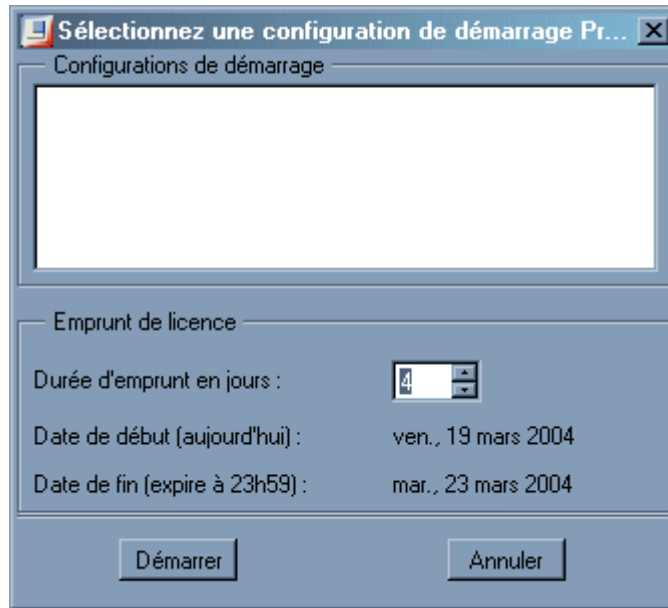 Sélectionnez une configuration de démarrage Pr...
Configurations de démarrage
Emprunt de licence
Durée d'emprunt en jours : 4
Date de début (aujourd'hui) : ven., 19 mars 2004
Date de fin (expire à 23h59) : mar., 23 mars 2004
Démarrer Annuler